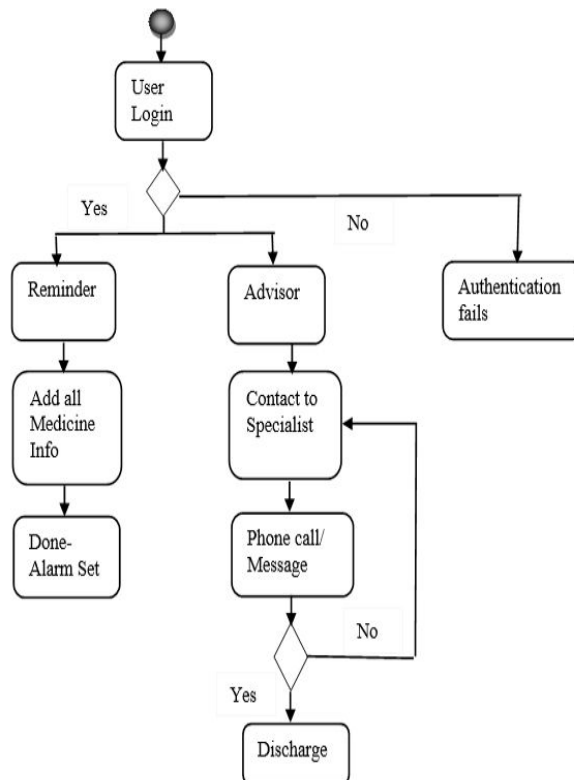 User
Login
Yes
No
Reminder
Advisor
Authentication
fails
Add all
Medicine
Info
Contact to
Specialist
Done-
Alarm Set
Phone call/
Message
No
Yes
Discharge